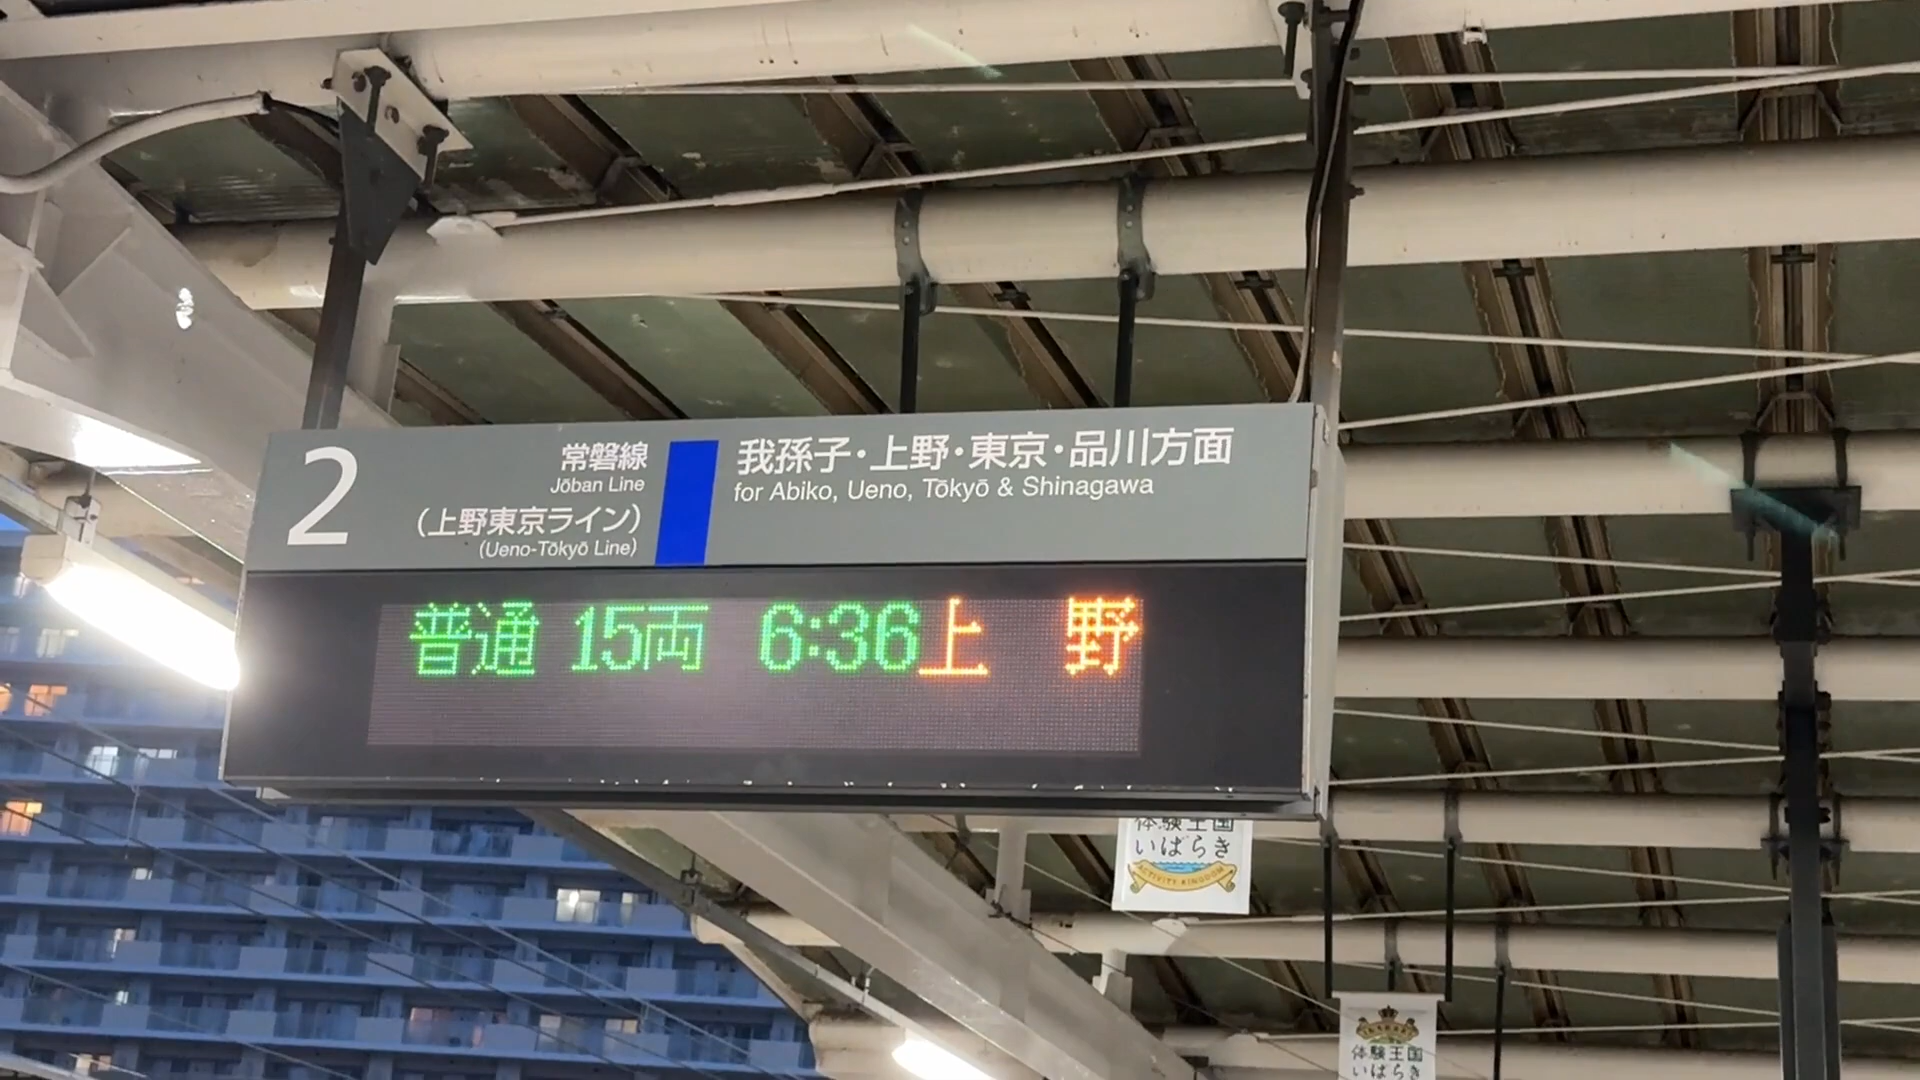 2
常磐線
Jōban Line
(上野東京ライン)
(Ueno-Tōkyō Line)
我孫子・上野・東京・品川方面
for Abiko, Ueno, Tōkyō & Shinagawa
普通 15両 6:36 上 野
体験王国
いばらき
ACTIVITY KINGDOM
体験王国
いばらき